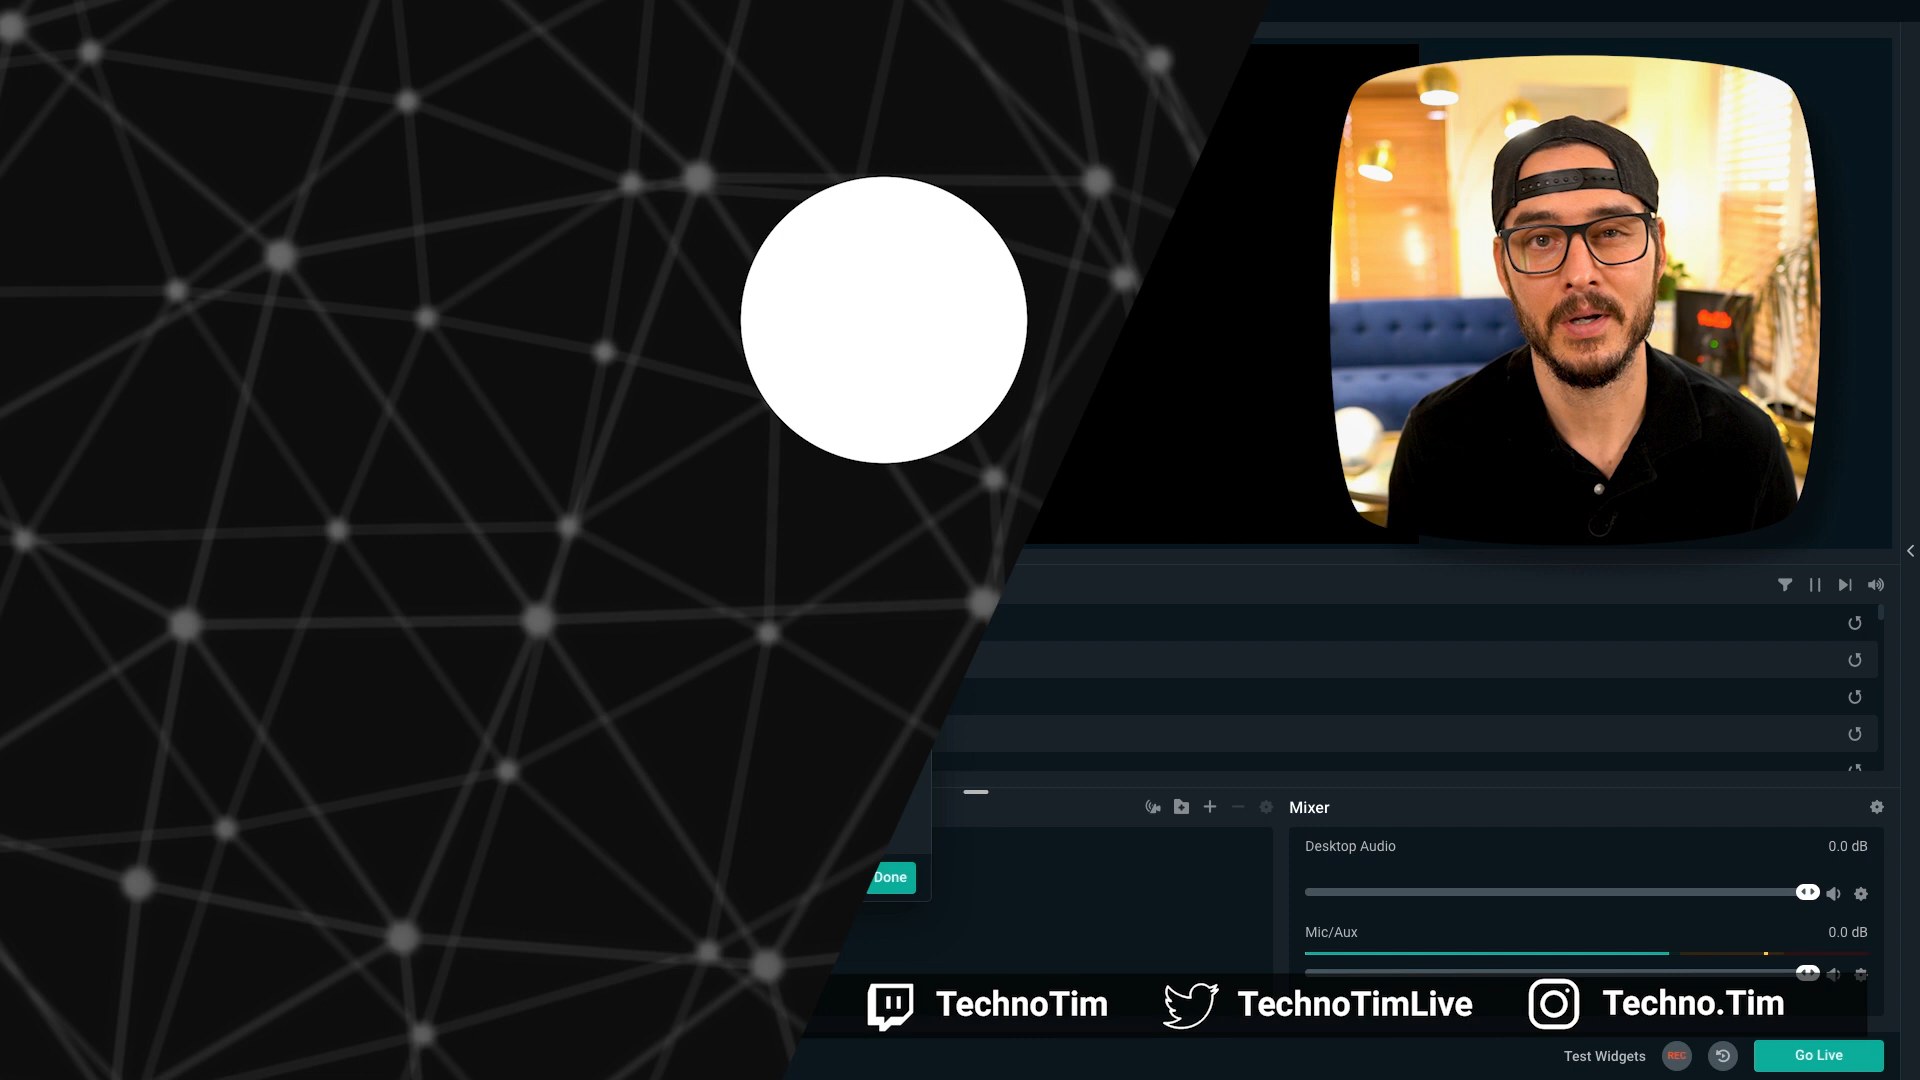 Mixer
Desktop Audio 0.0 dB
Done
Mic/Aux 0.0 dB
TechnoTim TechnoTimLive Techno.Tim
Test Widgets REC Go Live